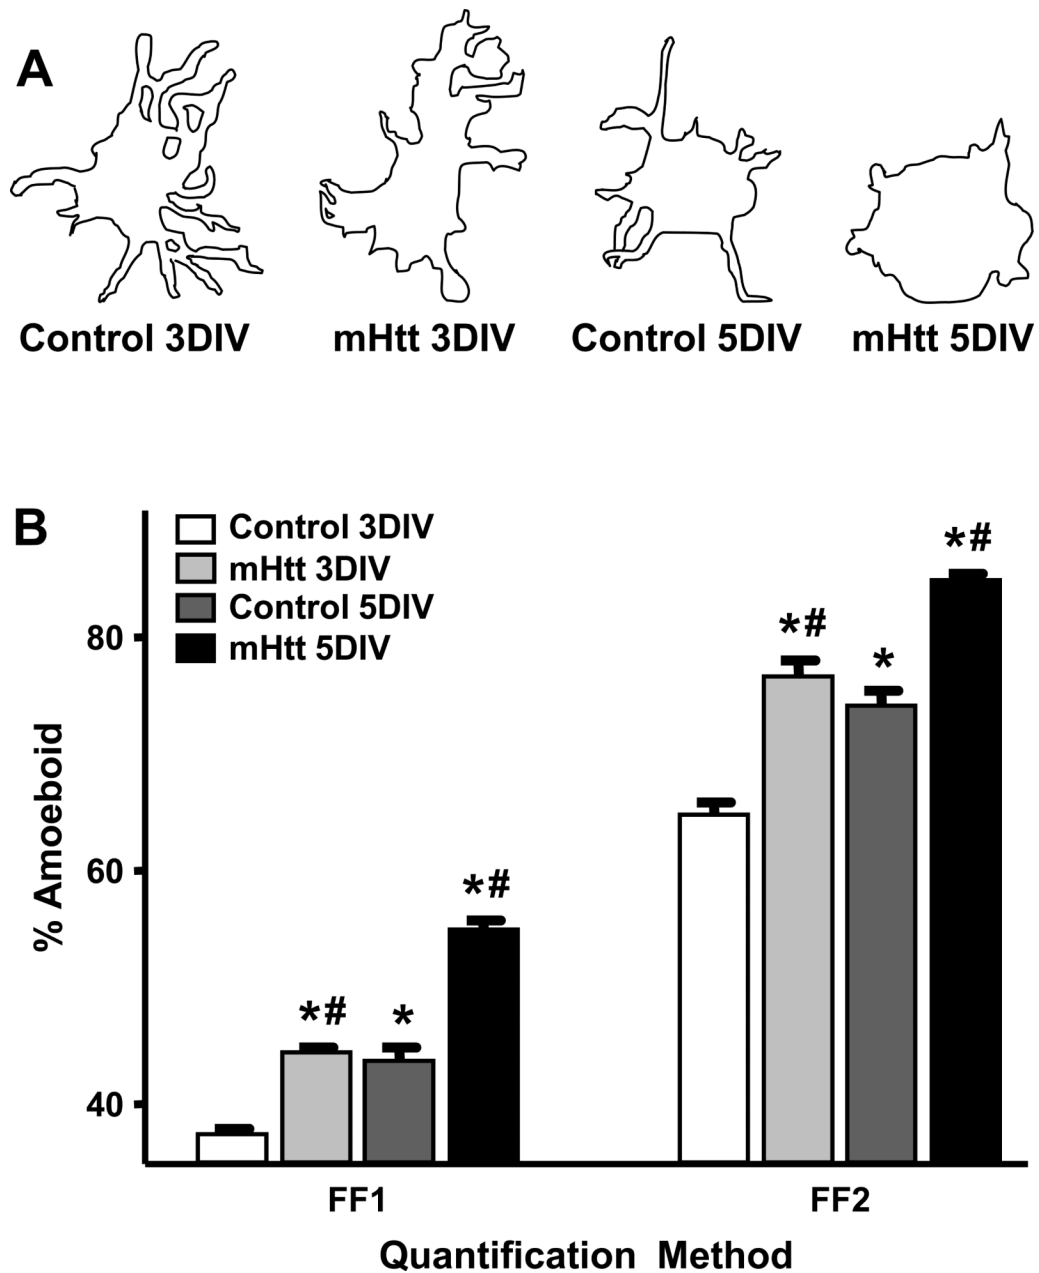 A
Control 3DIV
mHtt 3DIV
Control 5DIV
mHtt 5DIV
B
Control 3DIV
mHtt 3DIV
Control 5DIV
mHtt 5DIV
% Amoeboid
80
60
40
*#
*
*#
*#
*
*#
FF1
FF2
Quantification Method